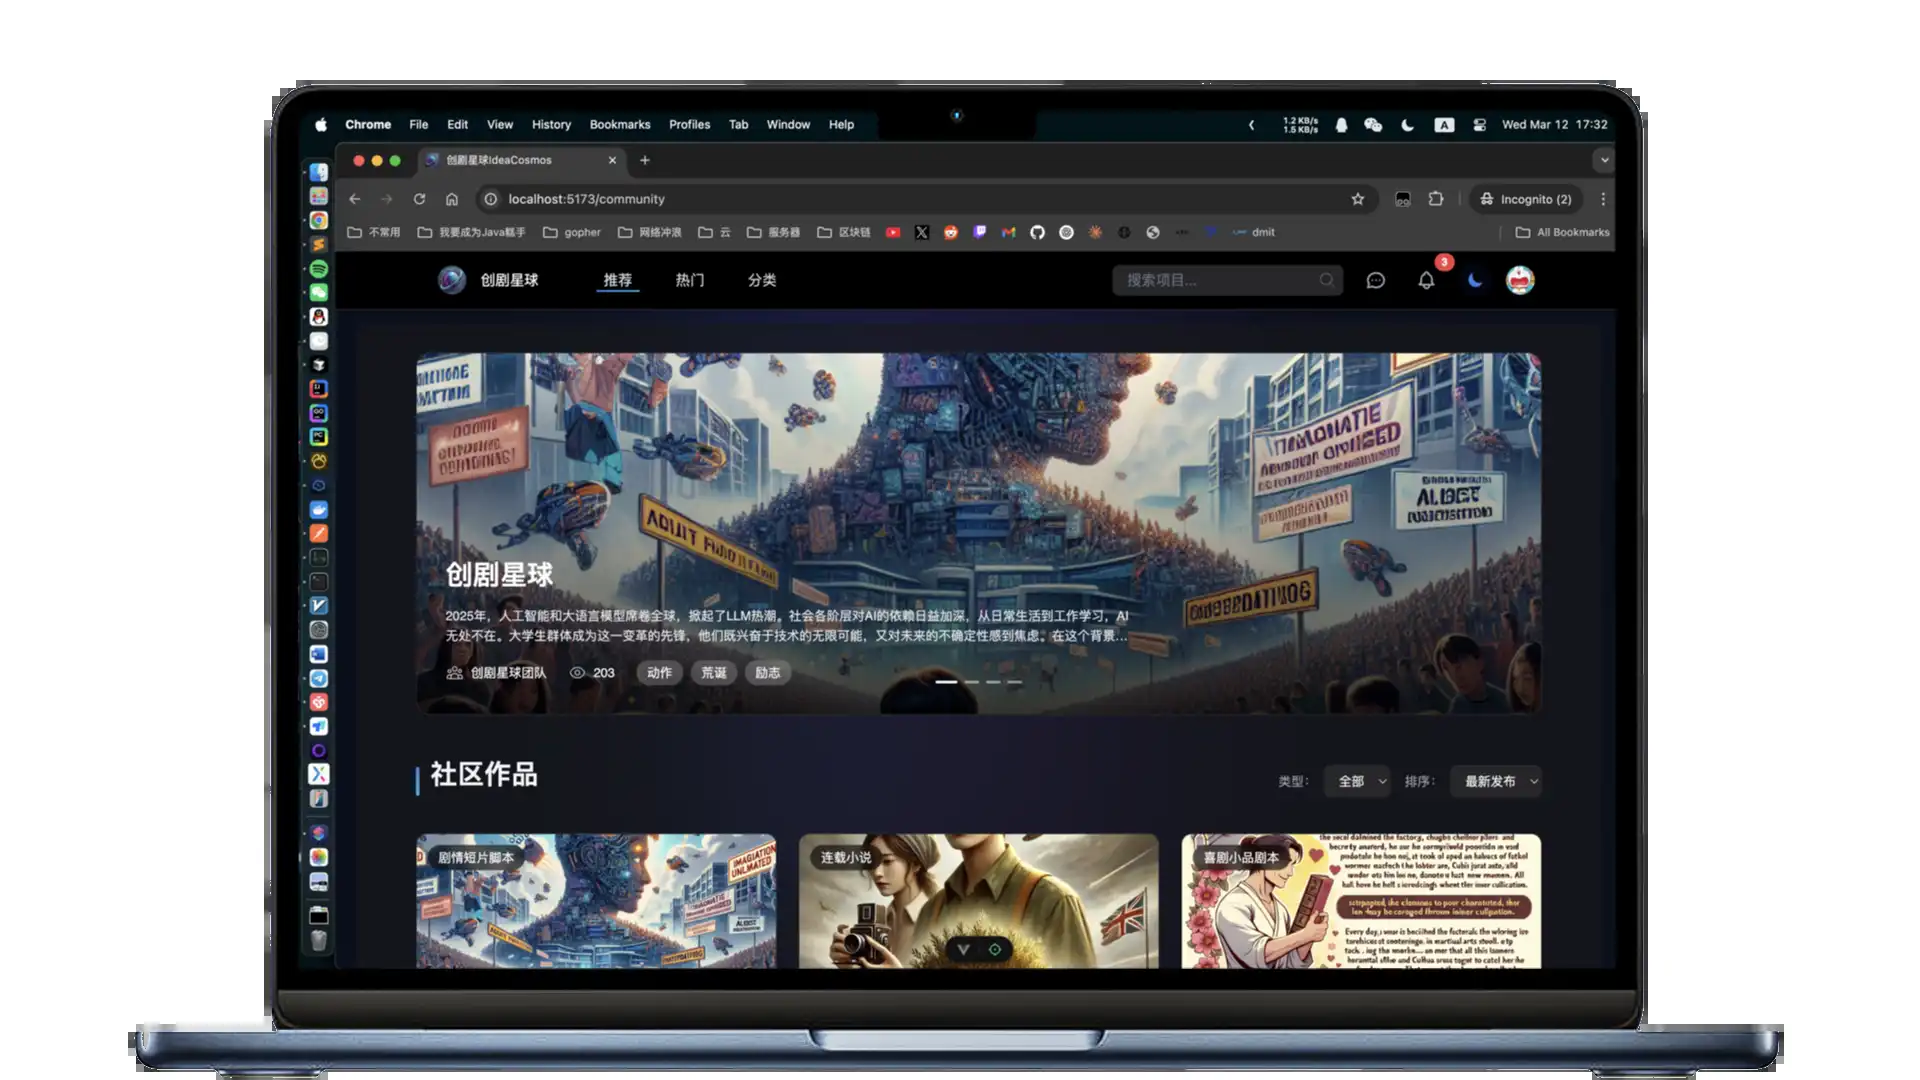 Chrome File Edit View History Bookmarks Profiles Tab Window Help
1.2 KB/s
1.5 KB/s
A
Wed Mar 12 17:32
创剧星球IdeaCosmos
localhost:5173/community
Incognito (2)
不常用 我要成为Java糕手 gopher 网络冲浪 云 服务器 区块链 dmit All Bookmarks
创剧星球 推荐 热门 分类 搜索项目... 3
创剧星球
2025年，人工智能和大语言模型席卷全球，掀起了LLM热潮。社会各阶层对AI的依赖日益加深，从日常生活到工作学习，AI
无处不在。大学生群体成为这一变革的先锋，他们既兴奋于技术的无限可能，又对未来的不确定性感到焦虑。在这个背景...
创剧星球团队 203 动作 荒诞 励志
社区作品
类型： 全部 排序： 最新发布
剧情短片脚本
连载小说
喜剧小品剧本